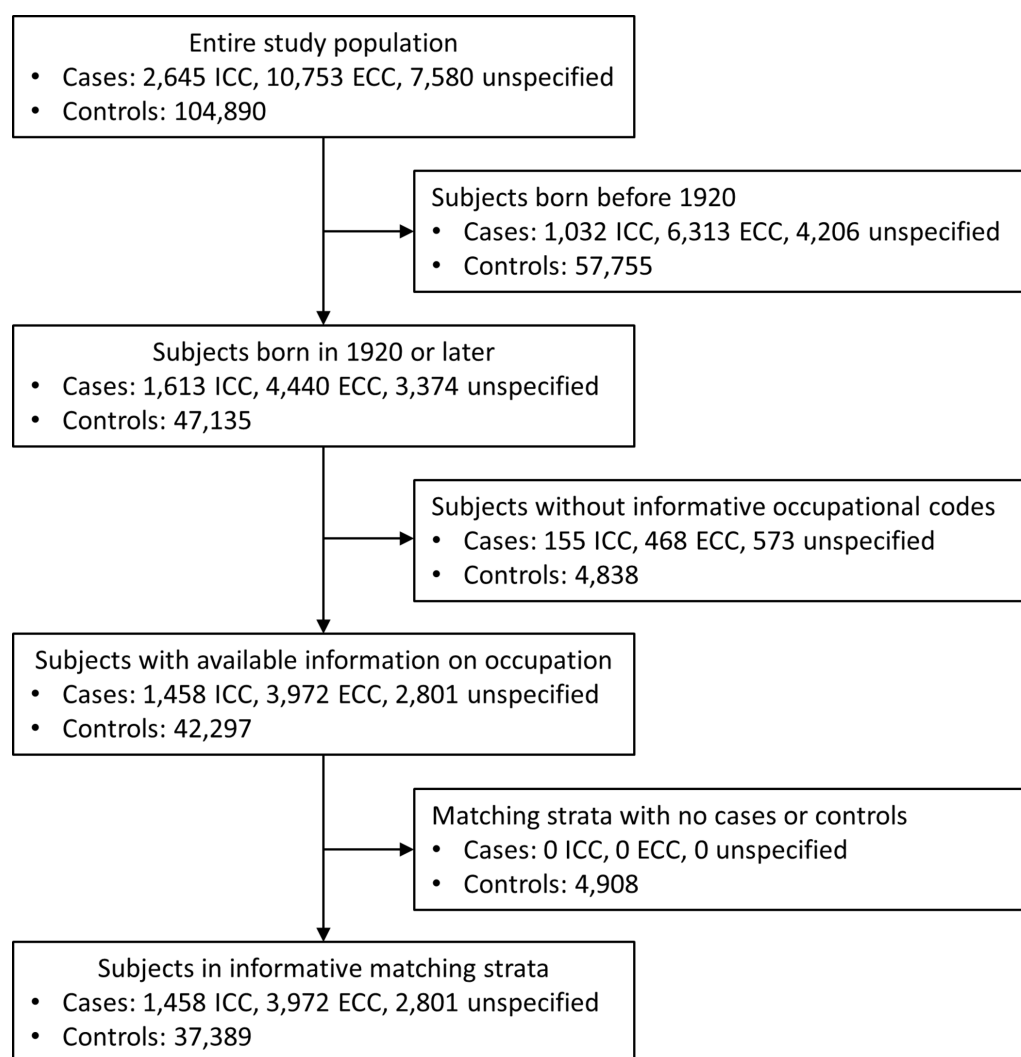 Entire study population
• Cases: 2,645 ICC, 10,753 ECC, 7,580 unspecified
• Controls: 104,890
Subjects born before 1920
• Cases: 1,032 ICC, 6,313 ECC, 4,206 unspecified
• Controls: 57,755
Subjects born in 1920 or later
• Cases: 1,613 ICC, 4,440 ECC, 3,374 unspecified
• Controls: 47,135
Subjects without informative occupational codes
• Cases: 155 ICC, 468 ECC, 573 unspecified
• Controls: 4,838
Subjects with available information on occupation
• Cases: 1,458 ICC, 3,972 ECC, 2,801 unspecified
• Controls: 42,297
Matching strata with no cases or controls
• Cases: 0 ICC, 0 ECC, 0 unspecified
• Controls: 4,908
Subjects in informative matching strata
• Cases: 1,458 ICC, 3,972 ECC, 2,801 unspecified
• Controls: 37,389